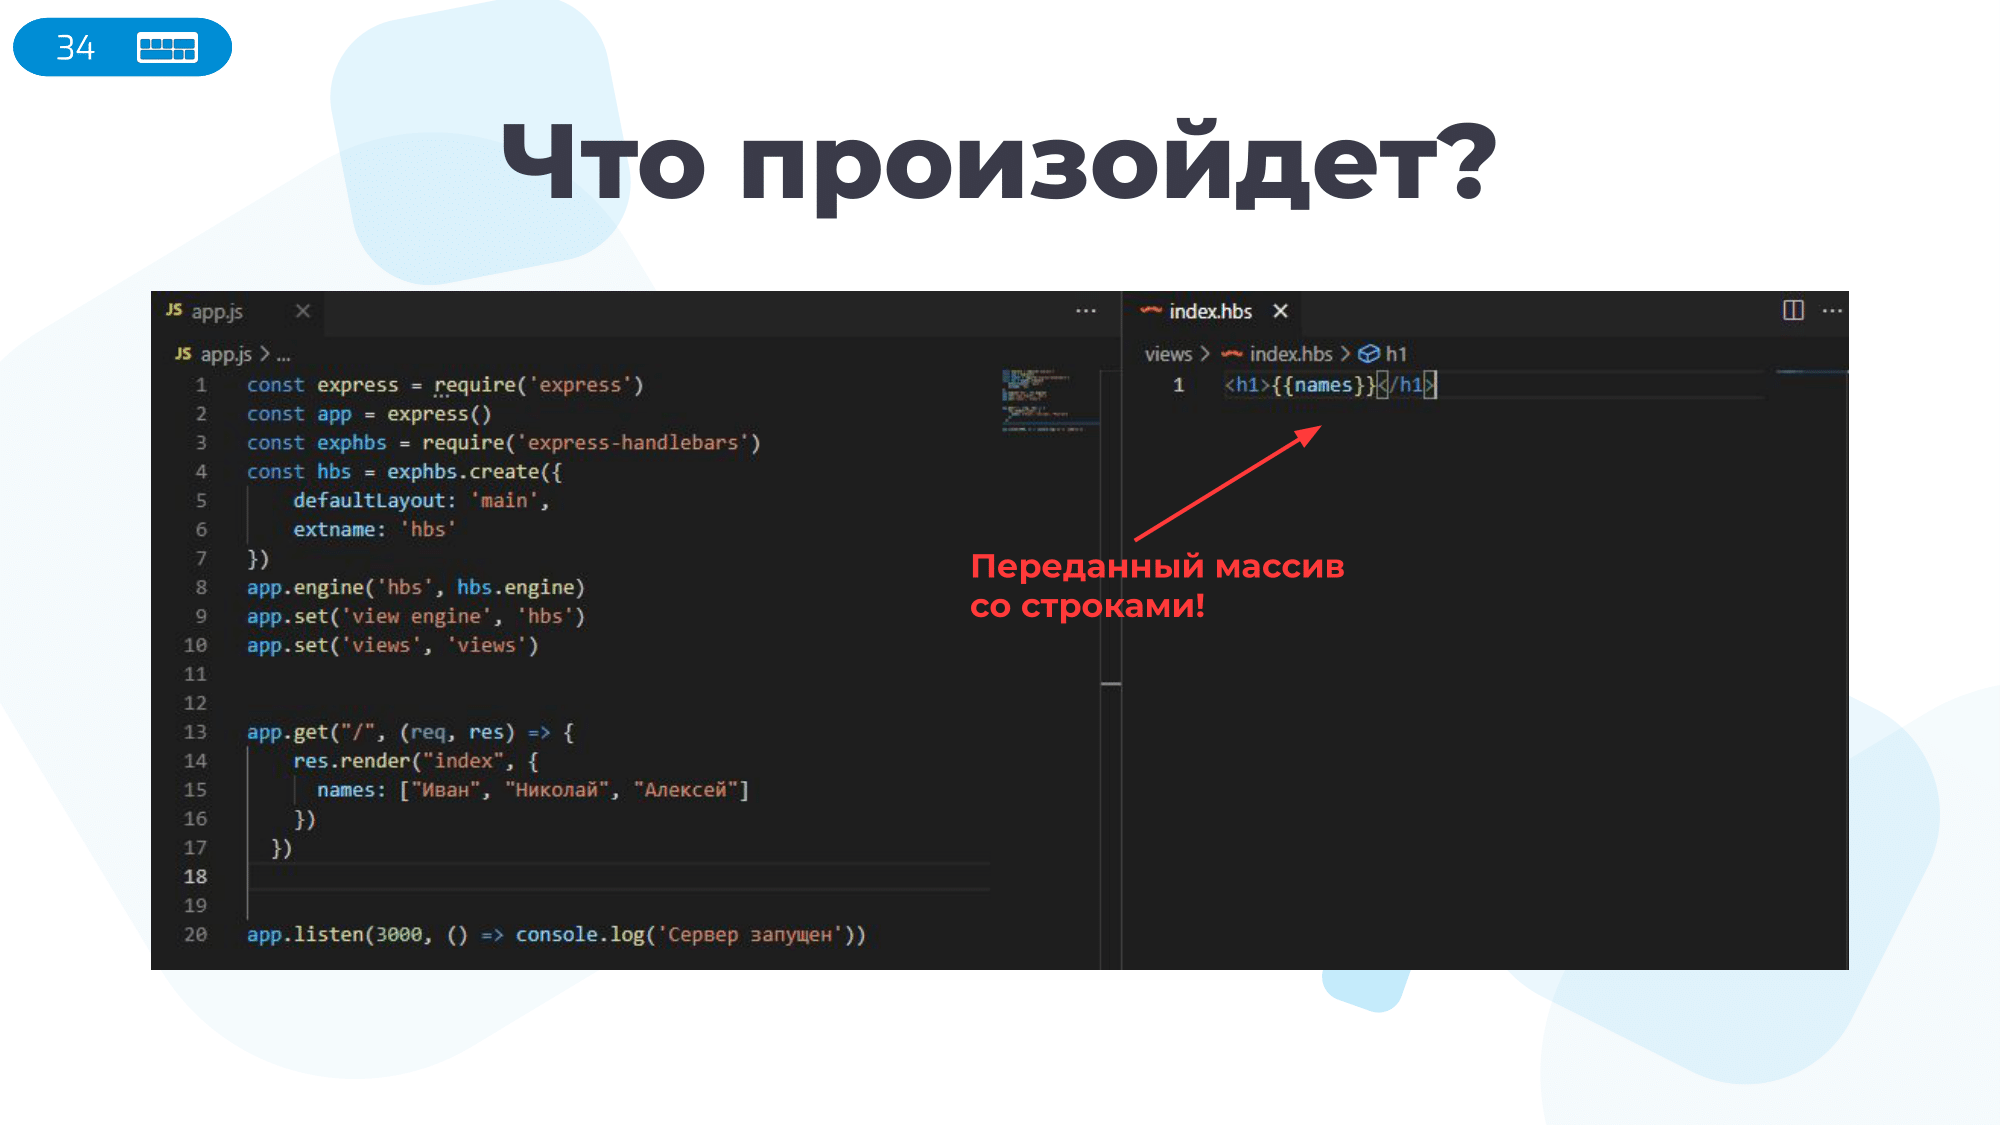 34
Что произойдет?
JS app.js
JS app.js > ...
1 const express = require('express')
2 const app = express()
3 const exphbs = require('express-handlebars')
4 const hbs = exphbs.create({
5 defaultLayout: 'main',
6 extname: 'hbs'
7 })
8 app.engine('hbs', hbs.engine)
9 app.set('view engine', 'hbs')
10 app.set('views', 'views')
11
12
13 app.get("/", (req, res) => {
14 res.render("index", {
15 names: ["Иван", "Николай", "Алексей"]
16 })
17 })
18
19
20 app.listen(3000, () => console.log('Сервер запущен'))
index.hbs
views > index.hbs > h1
1 <h1>{{names}}</h1>
Переданный массив
со строками!